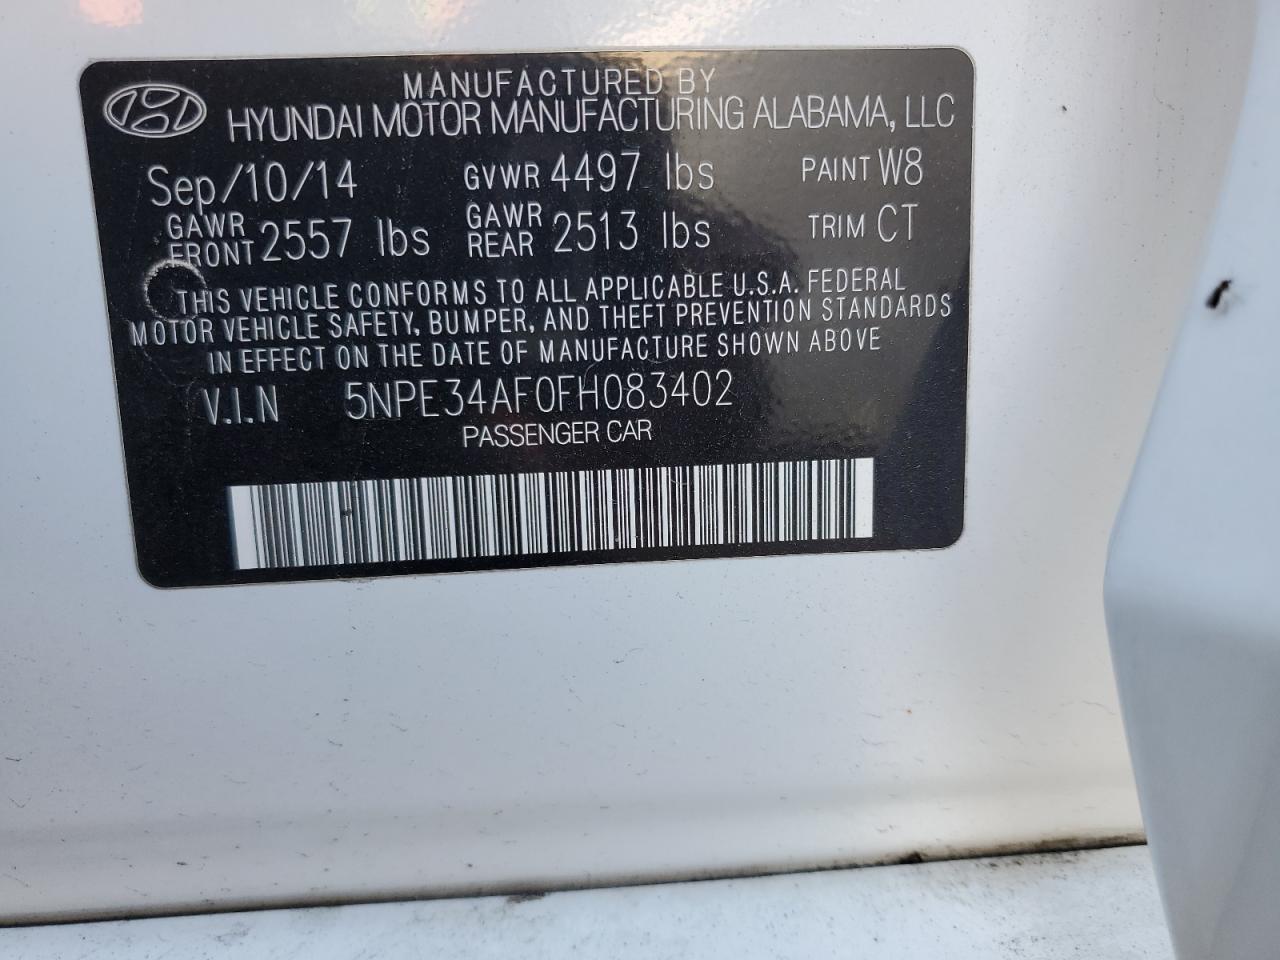 MANUFACTURED BY
HYUNDAI MOTOR MANUFACTURING ALABAMA, LLC
Sep/10/14 GVWR 4497 lbs PAINT W8
GAWR FRONT 2557 lbs GAWR REAR 2513 lbs TRIM CT
THIS VEHICLE CONFORMS TO ALL APPLICABLE U.S.A. FEDERAL
MOTOR VEHICLE SAFETY, BUMPER, AND THEFT PREVENTION STANDARDS
IN EFFECT ON THE DATE OF MANUFACTURE SHOWN ABOVE
V.I.N 5NPE34AF0FH083402
PASSENGER CAR